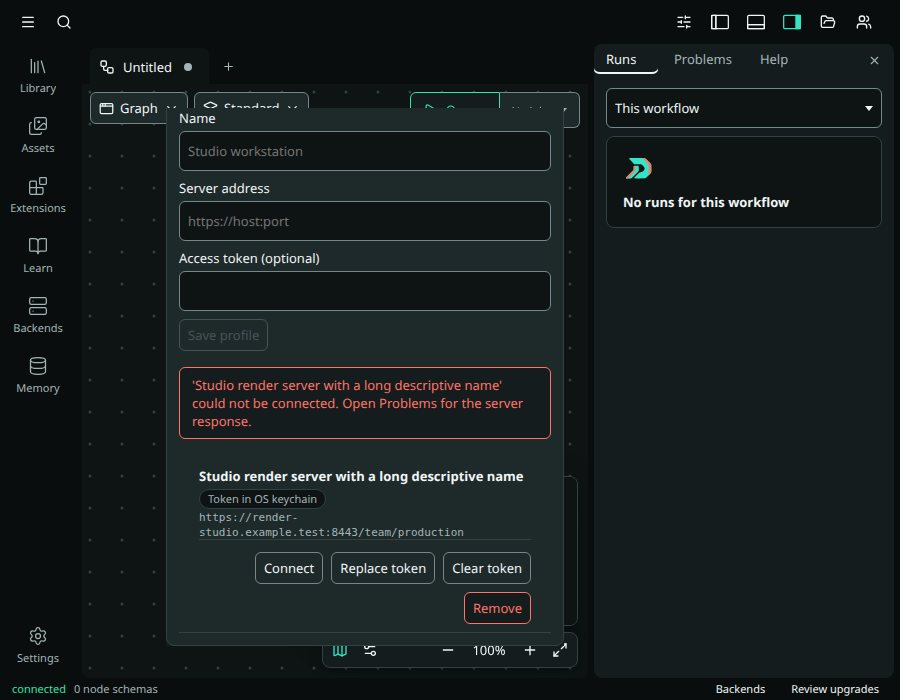 Untitled
Runs
Problems
Help
Library
Assets
Extensions
Learn
Backends
Memory
Settings
Graph
Standard
This workflow
No runs for this workflow
Name
Studio workstation
Server address
https://host:port
Access token (optional)
Save profile
'Studio render server with a long descriptive name'
could not be connected. Open Problems for the server
response.
Studio render server with a long descriptive name
Token in OS keychain
https://render-
studio.example.test:8443/team/production
Connect
Replace token
Clear token
Remove
100%
connected
0 node schemas
Backends
Review upgrades